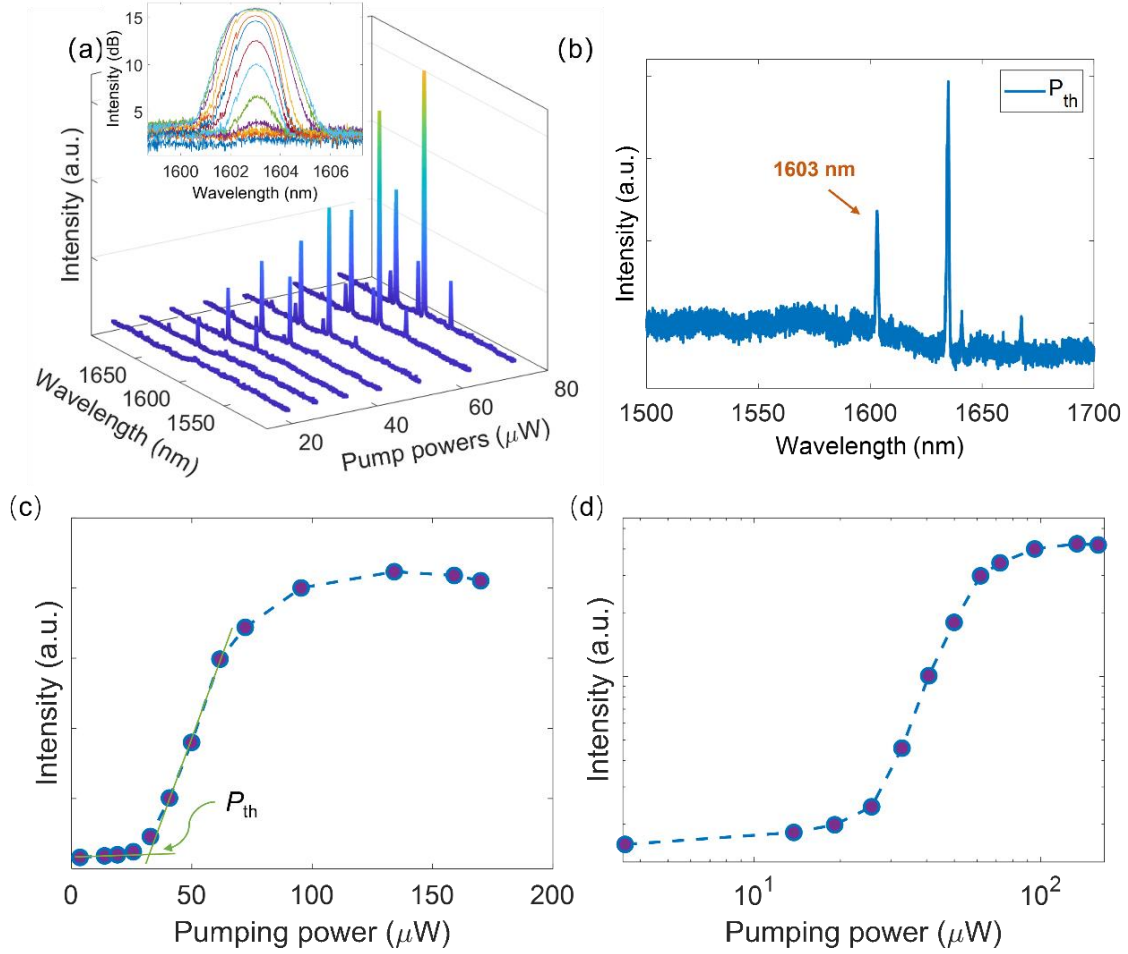 (a)
15
10
5
Intensity (dB)
1600 1602 1604 1606
Wavelength (nm)
Intensity (a.u.)
1650
1600
1550
Wavelength (nm)
20
40
60
80
Pump powers (μW)
(b)
P_th
1603 nm
Intensity (a.u.)
1500 1550 1600 1650 1700
Wavelength (nm)
(c)
Intensity (a.u.)
P_th
0 50 100 150 200
Pumping power (μW)
(d)
Intensity (a.u.)
10^1 10^2
Pumping power (μW)